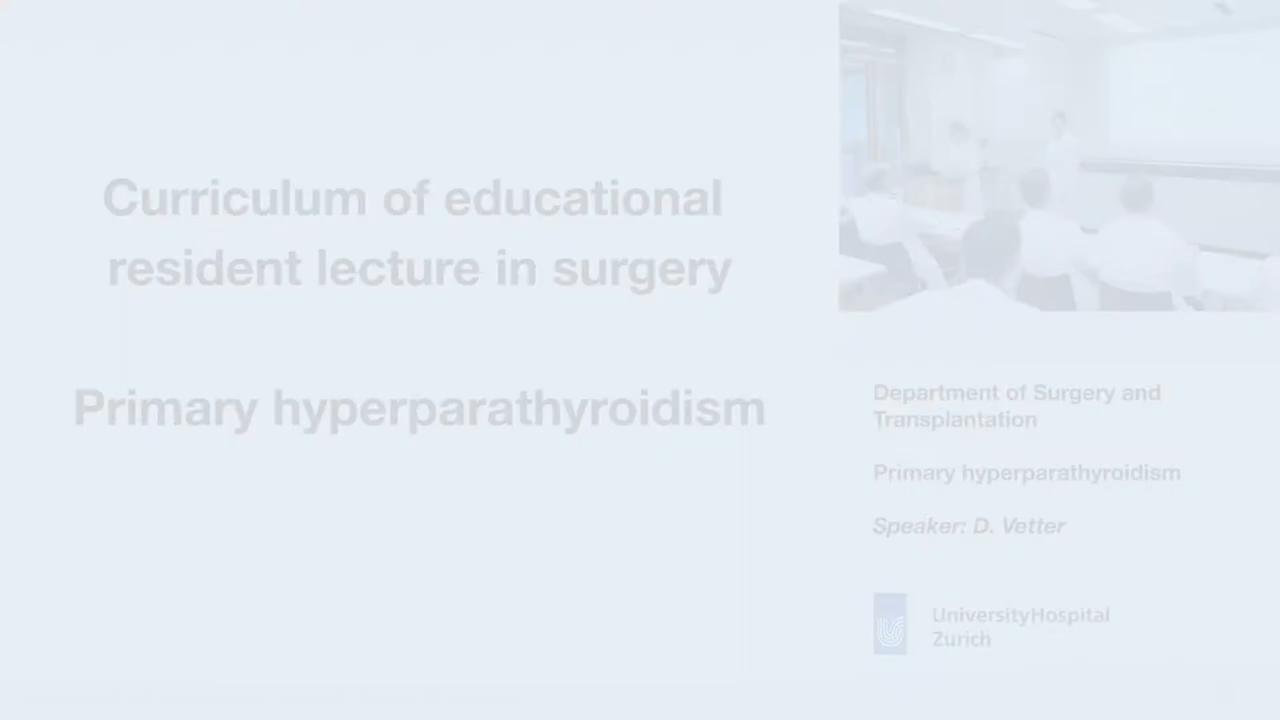 Curriculum of educational
resident lecture in surgery
Primary hyperparathyroidism
Department of Surgery and
Transplantation
Primary hyperparathyroidism
Speaker: D. Vetter
UniversityHospital
Zurich